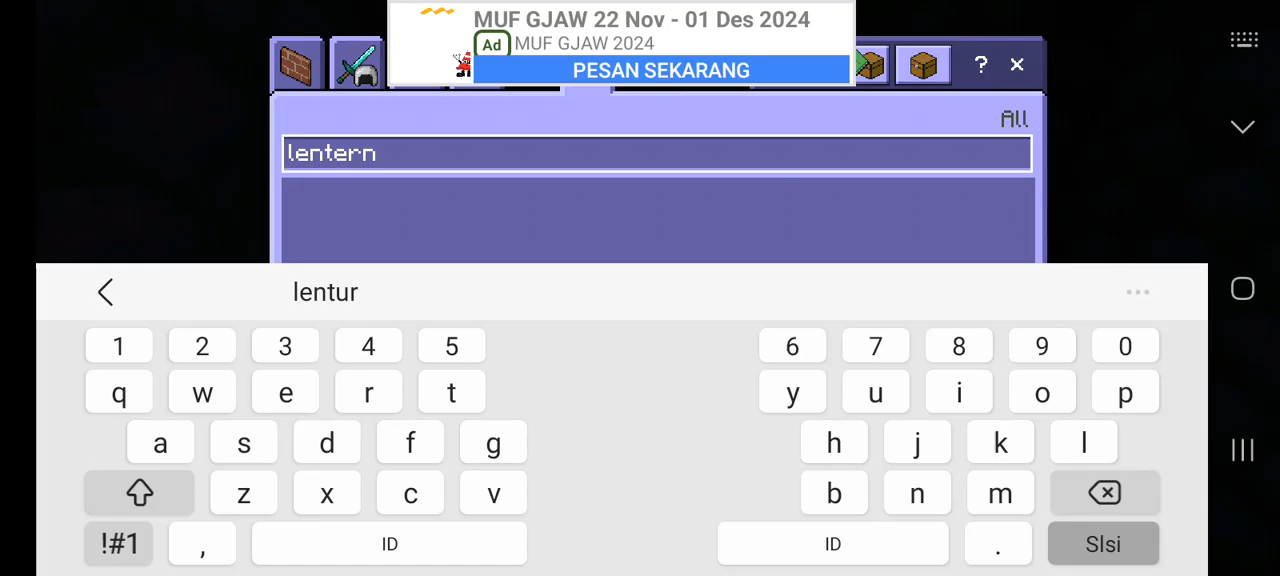 MUF GJAW 22 Nov - 01 Des 2024
Ad MUF GJAW 2024
PESAN SEKARANG
? ×
All
lentern
lentur ...
1 2 3 4 5 6 7 8 9 0
q w e r t y u i o p
a s d f g h j k l
z x c v b n m
!#1 , ID ID . Slsi